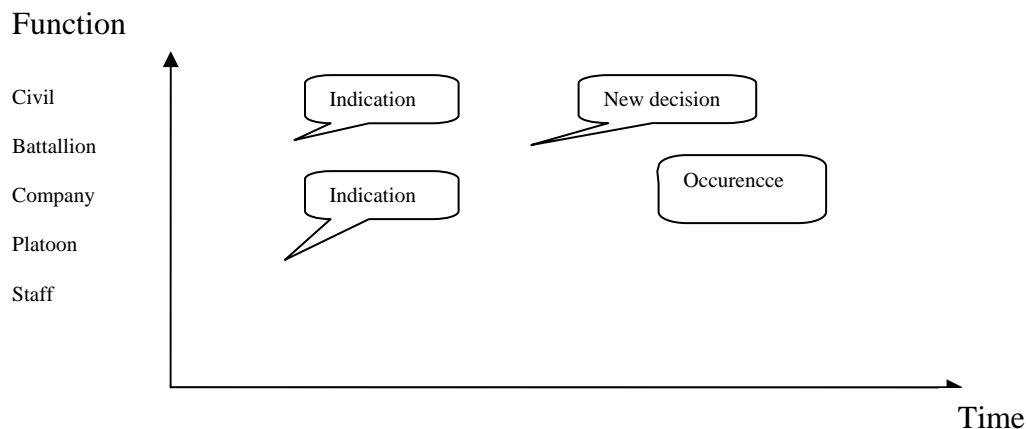 Function
Civil
Indication
New decision
Battallion
Occurencce
Company
Indication
Platoon
Staff
Time